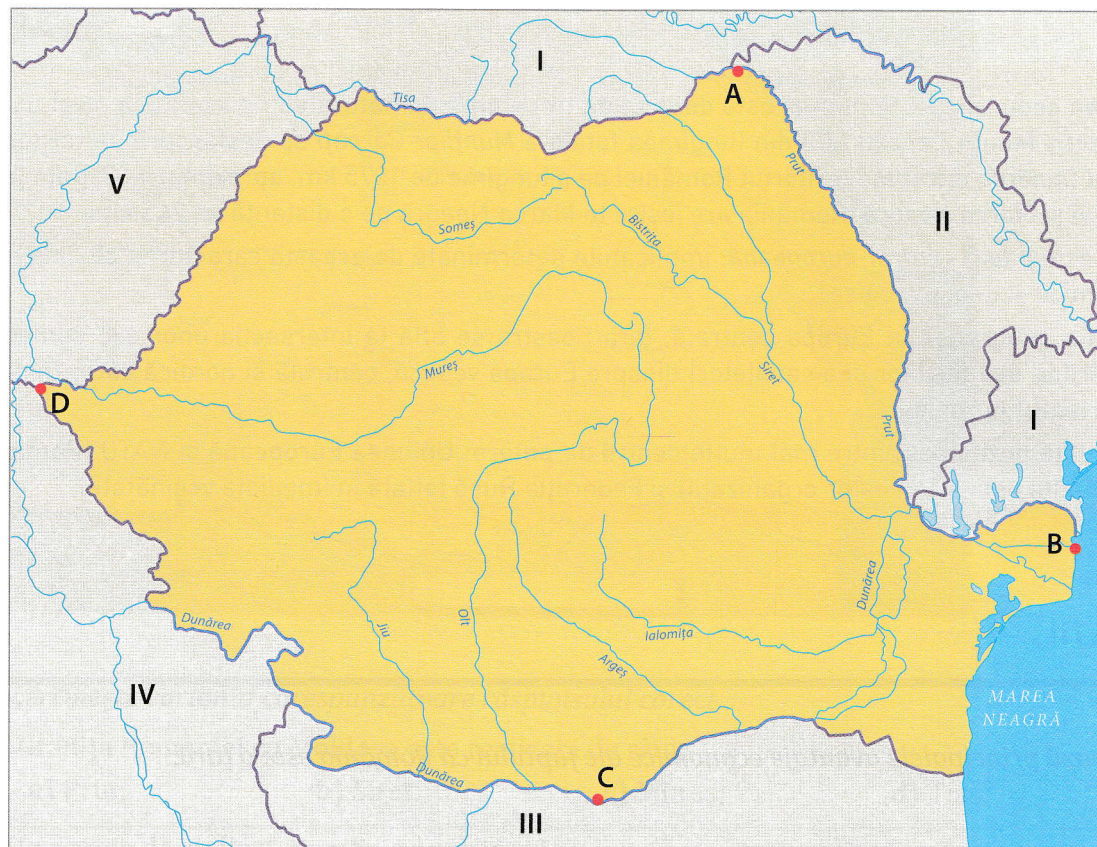 I
A
Tisa
Prut
V
II
Someș
Bistrița
Mureș
Siret
D
Prut
I
B
Dunărea
Dunărea
Jiu
Olt
Ialomița
Argeș
IV
MAREA
NEAGRĂ
Dunărea
C
III